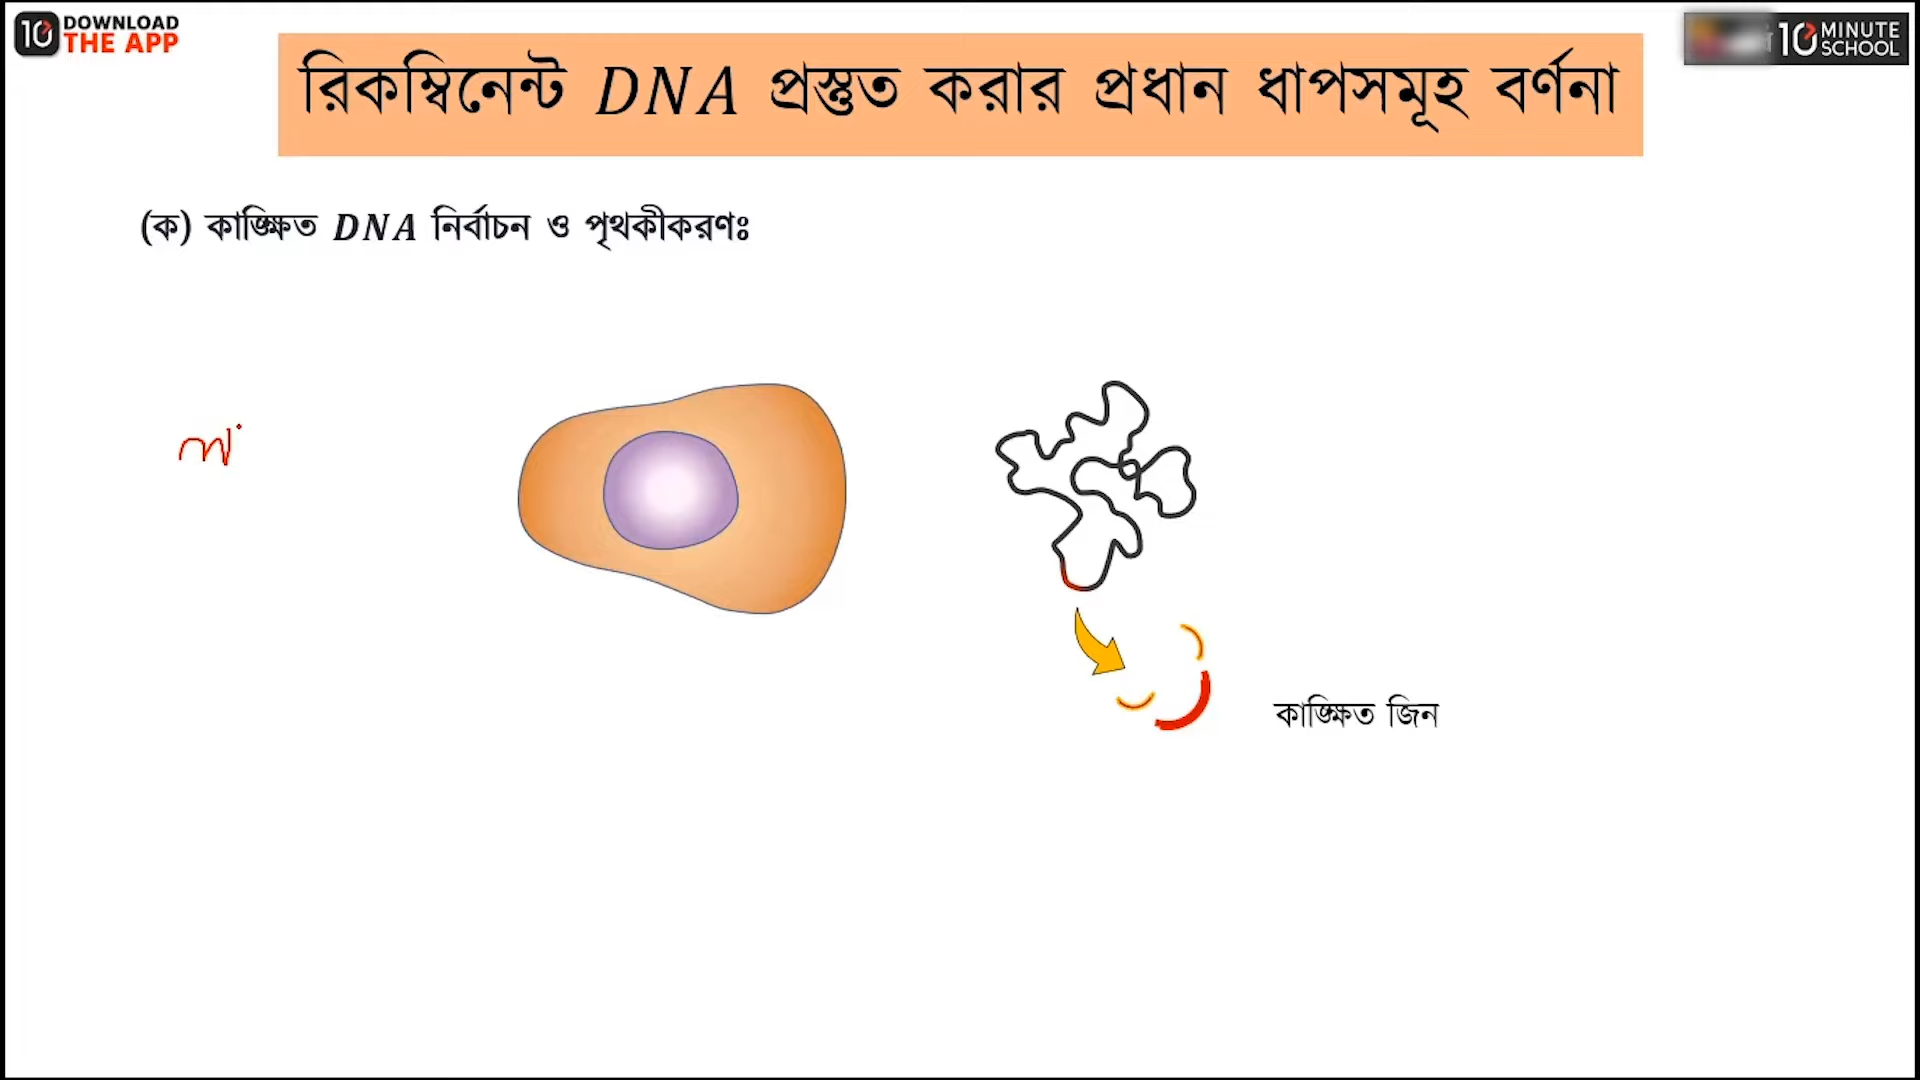 10 DOWNLOAD
THE APP
10 MINUTE
SCHOOL
রিকম্বিনেন্ট DNA প্রস্তুত করার প্রধান ধাপসমূহ বর্ণনা
(ক) কাঙ্ক্ষিত DNA নির্বাচন ও পৃথকীকরণঃ
কাঙ্ক্ষিত জিন